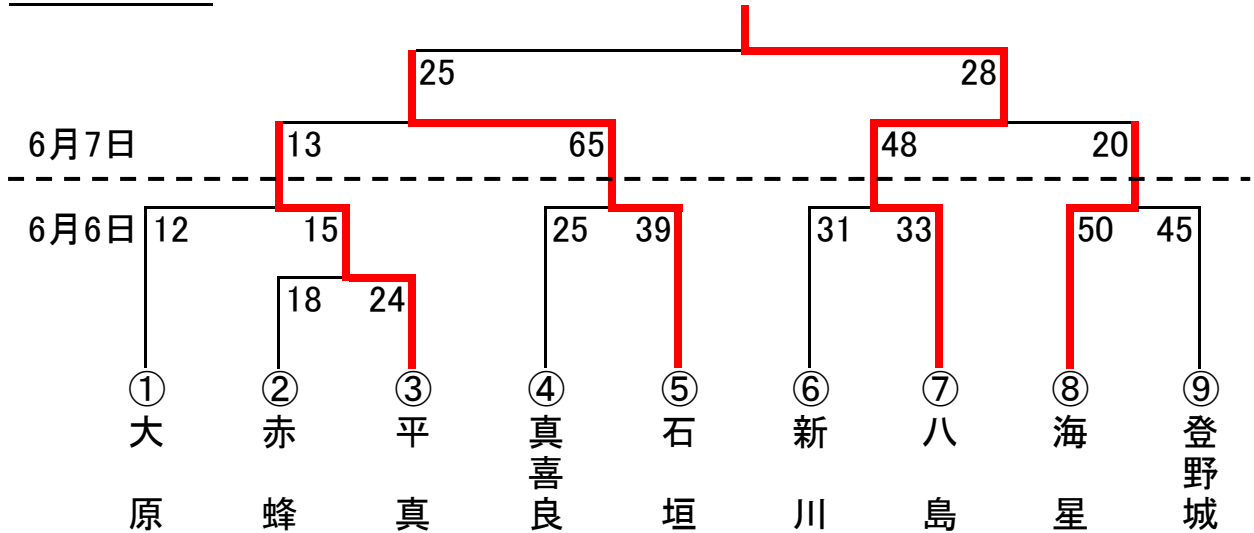 25 28
6月7日 13 65 48 20
6月6日 12 15 25 39 31 33 50 45
18 24
① ② ③ ④ ⑤ ⑥ ⑦ ⑧ ⑨
大原
赤蜂
平真
真喜良
石垣
新川
八島
海星
登野城